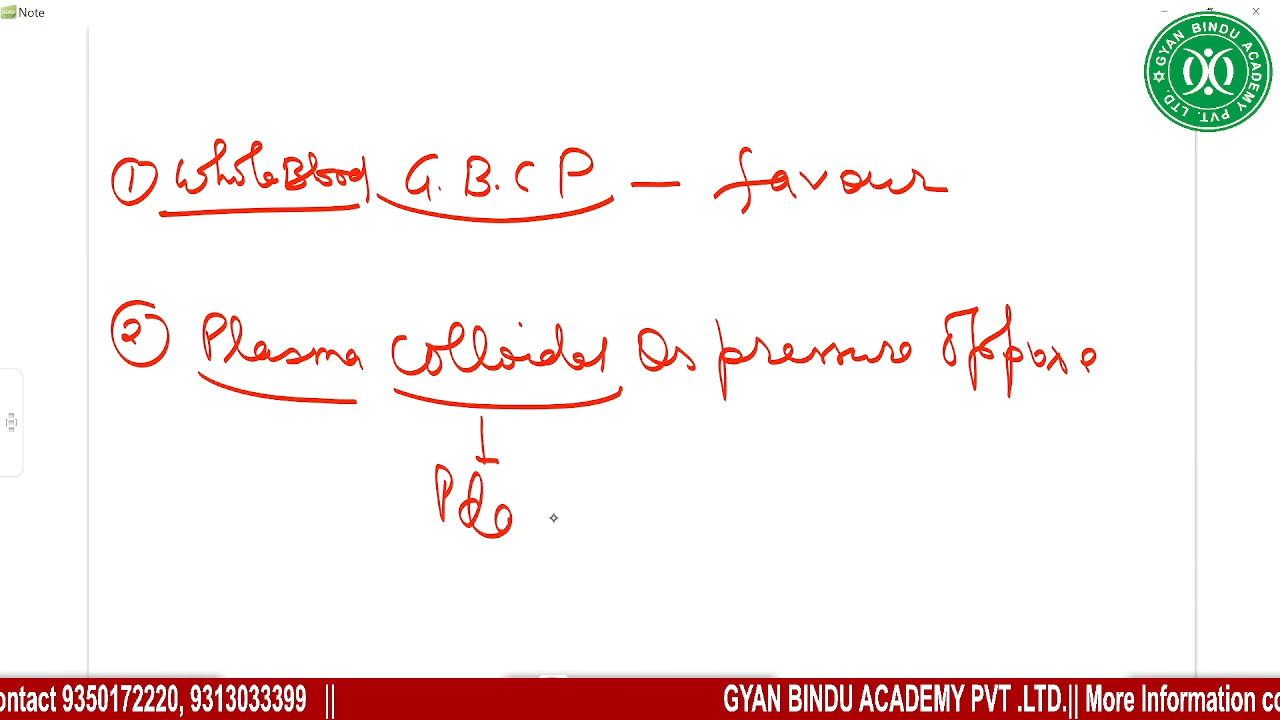 Note
GYAN BINDU ACADEMY PVT. LTD.
① Whole Blood G.B.C P — favour
② Plasma colloidal Os pressure oppose
ontact 9350172220, 9313033399 || GYAN BINDU ACADEMY PVT .LTD.|| More Information co